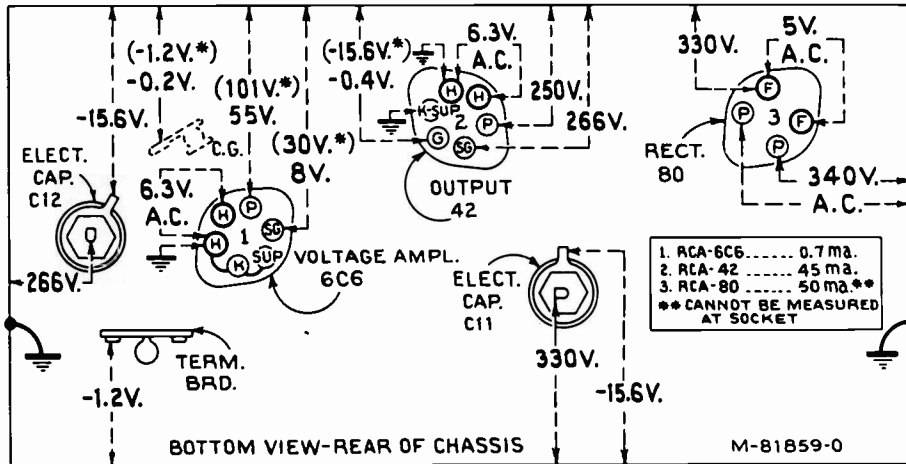 (-1.2V.*)
-0.2V.
-15.6V.
(101V.*)
55V.
(30V.*)
8V.
(-15.6V.*)
-0.4V.
6.3V.
A.C.
250V.
266V.
330V.
5V.
A.C.
ELECT.
CAP.
C12
C.G.
6.3V.
A.C.
H
P
H
1
SG
K
SUP
VOLTAGE AMPL.
6C6
H
H
K-SUP
2
P
G
SG
OUTPUT
42
F
P
3
F
P
RECT.
80
340V.
A.C.
266V.
TERM.
BRD.
-1.2V.
ELECT.
CAP.
C11
330V.
-15.6V.
1. RCA-6C6........ 0.7 ma.
2. RCA-42 ...... 45 ma.
3. RCA-80 ...... 50 ma.**
** CANNOT BE MEASURED
AT SOCKET
BOTTOM VIEW-REAR OF CHASSIS
M-81859-0